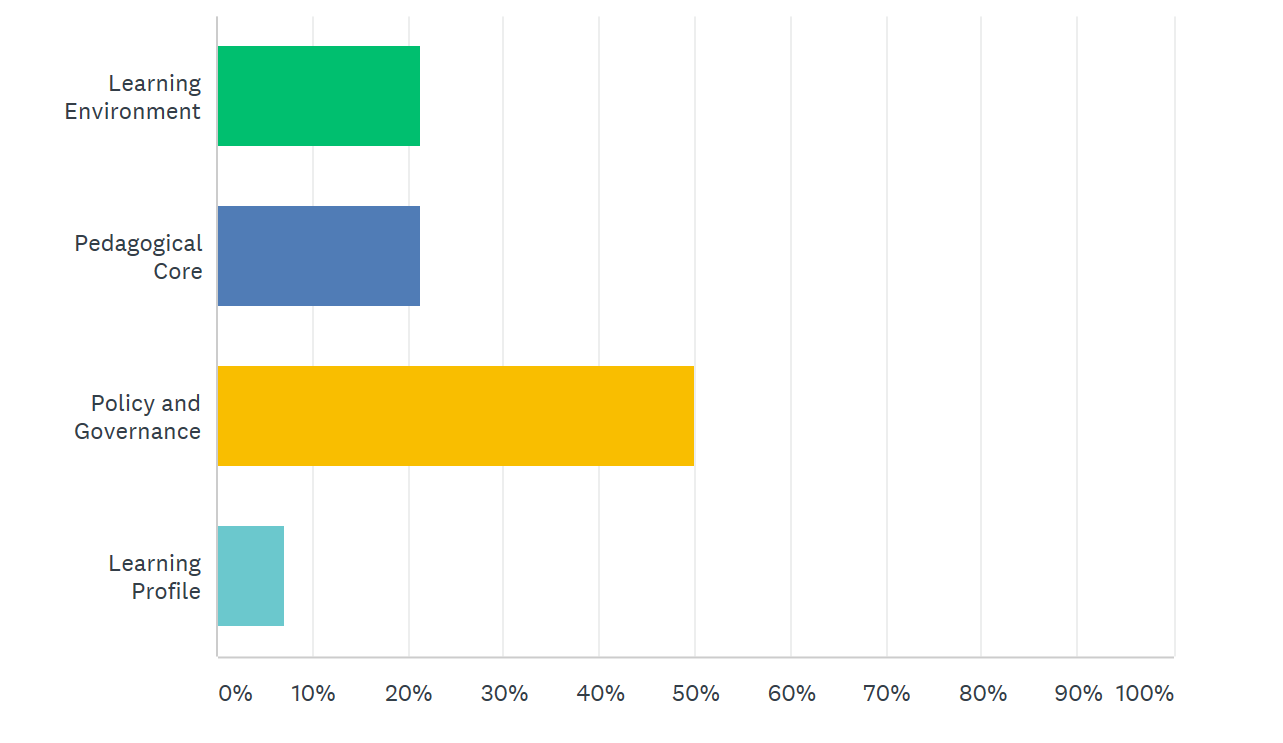 Learning
Environment
Pedagogical
Core
Policy and
Governance
Learning
Profile
0% 10% 20% 30% 40% 50% 60% 70% 80% 90% 100%